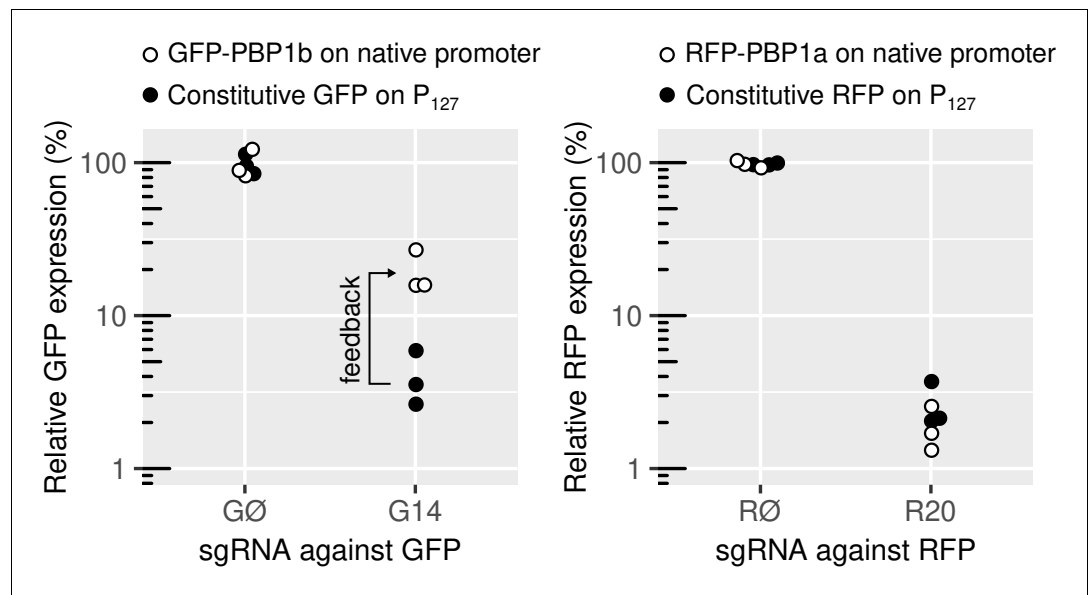 GFP-PBP1b on native promoter
Constitutive GFP on P127
Relative GFP expression (%)
100
10
1
feedback
GØ G14
sgRNA against GFP
RFP-PBP1a on native promoter
Constitutive RFP on P127
Relative RFP expression (%)
100
10
1
RØ R20
sgRNA against RFP